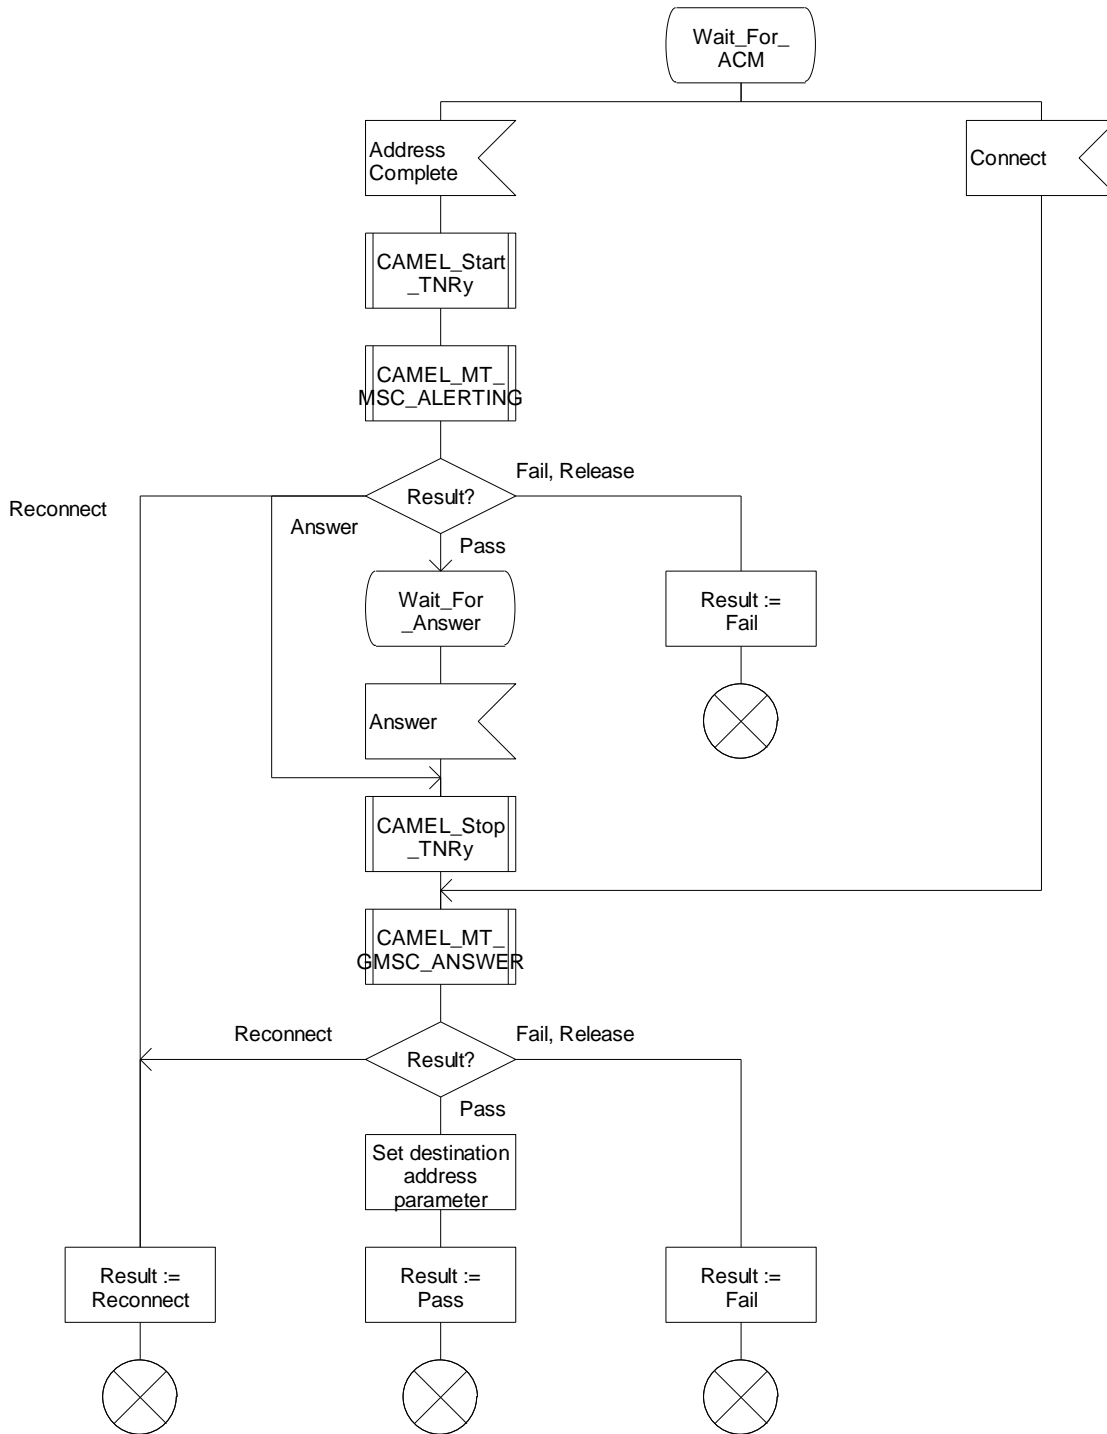 Wait_For_
ACM
Address
Complete
Connect
CAMEL_Start
_TNRy
CAMEL_MT_
MSC_ALERTING
Fail, Release
Result?
Reconnect
Answer
Pass
Wait_For
_Answer
Result :=
Fail
Answer
CAMEL_Stop
_TNRy
CAMEL_MT_
GMSC_ANSWER
Reconnect
Fail, Release
Result?
Pass
Set destination
address
parameter
Result :=
Reconnect
Result :=
Pass
Result :=
Fail